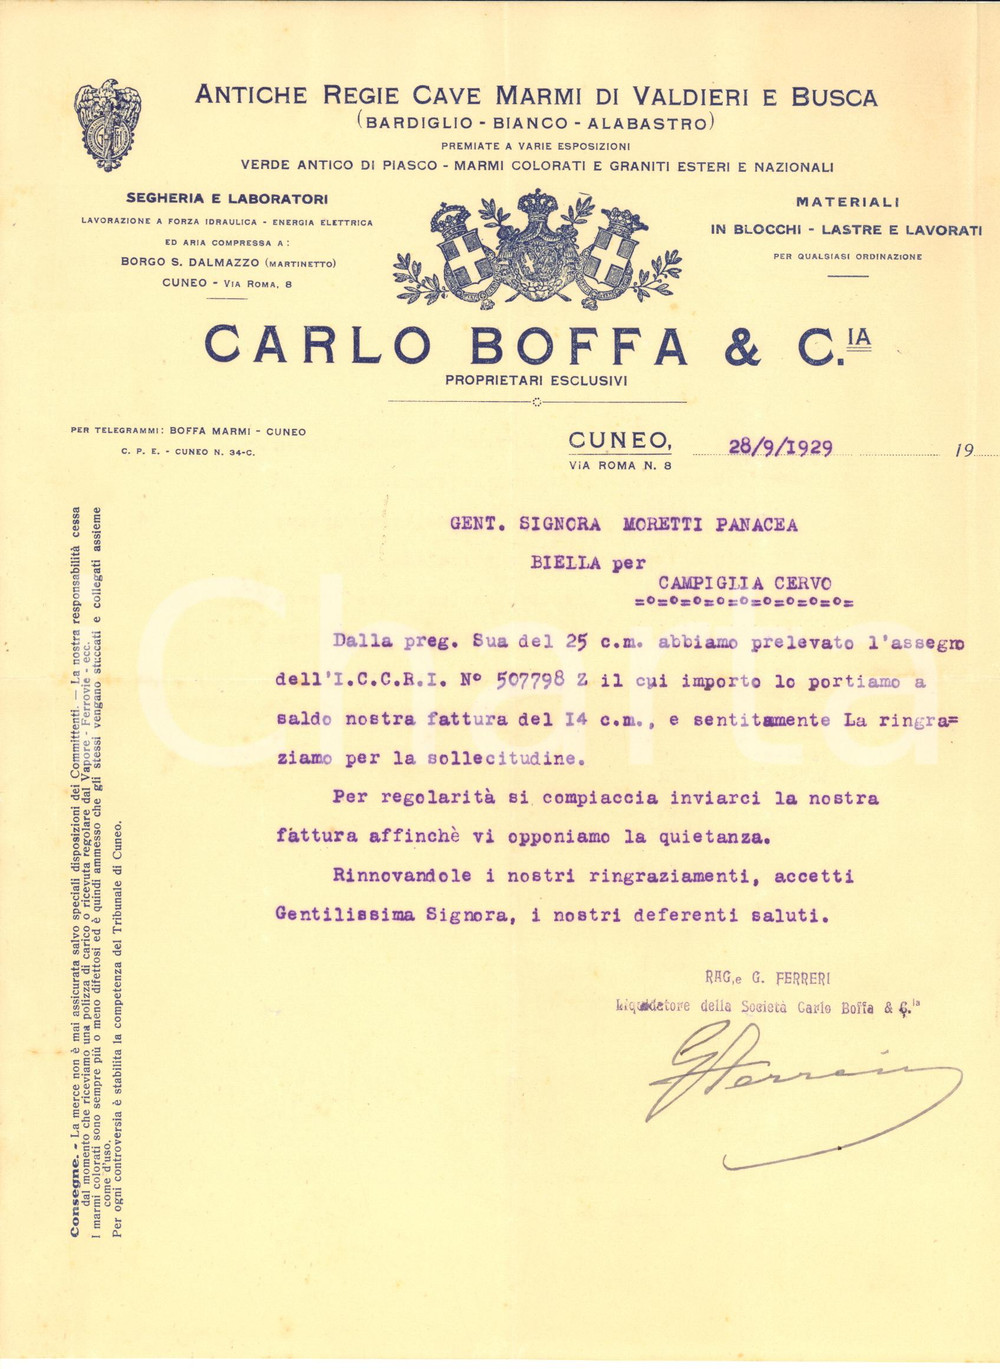 ANTICHE REGIE CAVE MARMI DI VALDIERI E BUSCA
(BARDIGLIO - BIANCO - ALABASTRO)
PREMIATE A VARIE ESPOSIZIONI
VERDE ANTICO DI PIASCO - MARMI COLORATI E GRANITI ESTERI E NAZIONALI
SEGHERIA E LABORATORI
LAVORAZIONE A FORZA IDRAULICA - ENERGIA ELETTRICA
ED ARIA COMPRESSA A:
BORGO S. DALMAZZO (MARTINETTO)
CUNEO - VIA ROMA, 8
MATERIALI
IN BLOCCHI - LASTRE E LAVORATI
PER QUALSIASI ORDINAZIONE
CARLO BOFFA & C.IA
PROPRIETARI ESCLUSIVI
PER TELEGRAMMI: BOFFA MARMI - CUNEO
C. P. E. - CUNEO N. 34-C.
CUNEO, 28/9/1929 19
VIA ROMA N. 8
GENT. SIGNORA MORETTI PANACEA
BIELLA per
CAMPIGLIA CERVO
=o=o=o=o=o=o=o=o=o=
Dalla preg. Sua del 25 c.m. abbiamo prelevato l'assegno
dell'I.C.C.R.I. N° 507798 Z il cui importo lo portiamo a
saldo nostra fattura del 14 c.m., e sentitamente La ringra=
ziamo per la sollecitudine.
Per regolarità si compiaccia inviarci la nostra
fattura affinchè vi opponiamo la quietanza.
Rinnovandole i nostri ringraziamenti, accetti
Gentilissima Signora, i nostri deferenti saluti.
RAG.e G. FERRERI
Liquidatore della Società Carlo Boffa & C.ia
G Ferreri
Consegne. - La merce non è mai assicurata salvo speciali disposizioni dei Committenti. — La nostra responsabilità cessa
dal momento che riceviamo una polizza di carico o ricevuta regolare dal Vapore - Ferrovie - ecc.
I marmi colorati sono sempre più o meno difettosi ed è quindi ammesso che gli stessi vengano stuccati e collegati assieme
come d'uso.
Per ogni controversia è stabilita la competenza del Tribunale di Cuneo.
Charta